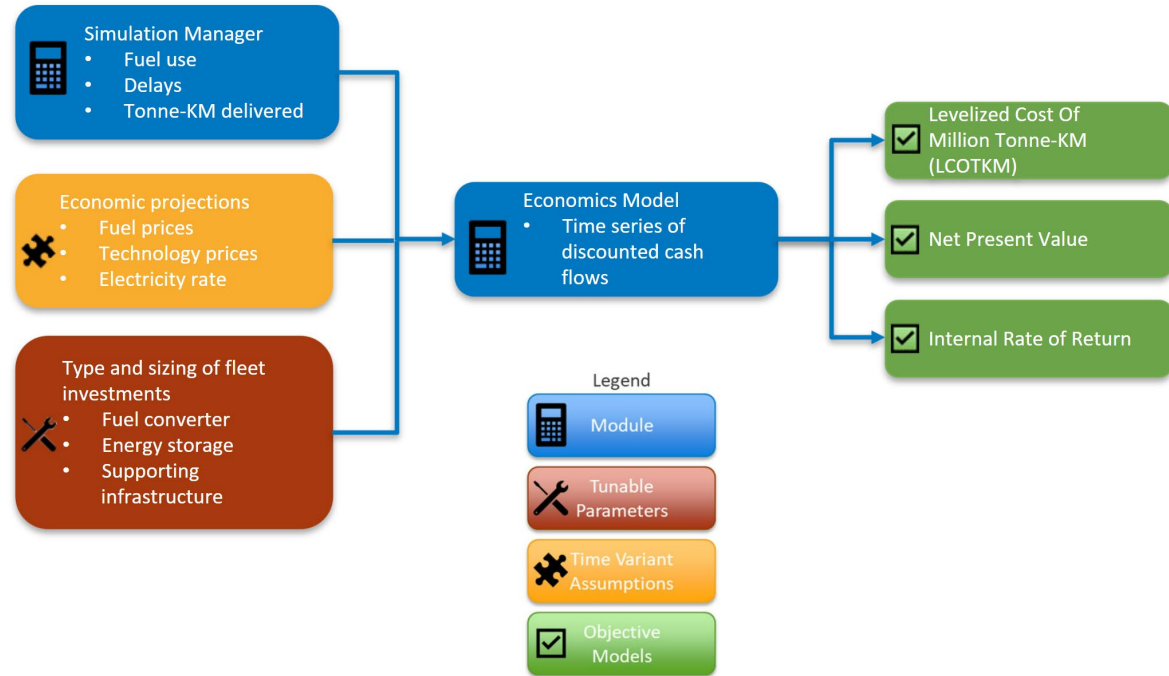 Simulation Manager
• Fuel use
• Delays
• Tonne-KM delivered
Economic projections
• Fuel prices
• Technology prices
• Electricity rate
Type and sizing of fleet
investments
• Fuel converter
• Energy storage
• Supporting
infrastructure
Economics Model
• Time series of
discounted cash
flows
Levelized Cost Of
Million Tonne-KM
(LCOTKM)
Net Present Value
Internal Rate of Return
Legend
Module
Tunable
Parameters
Time Variant
Assumptions
Objective
Models